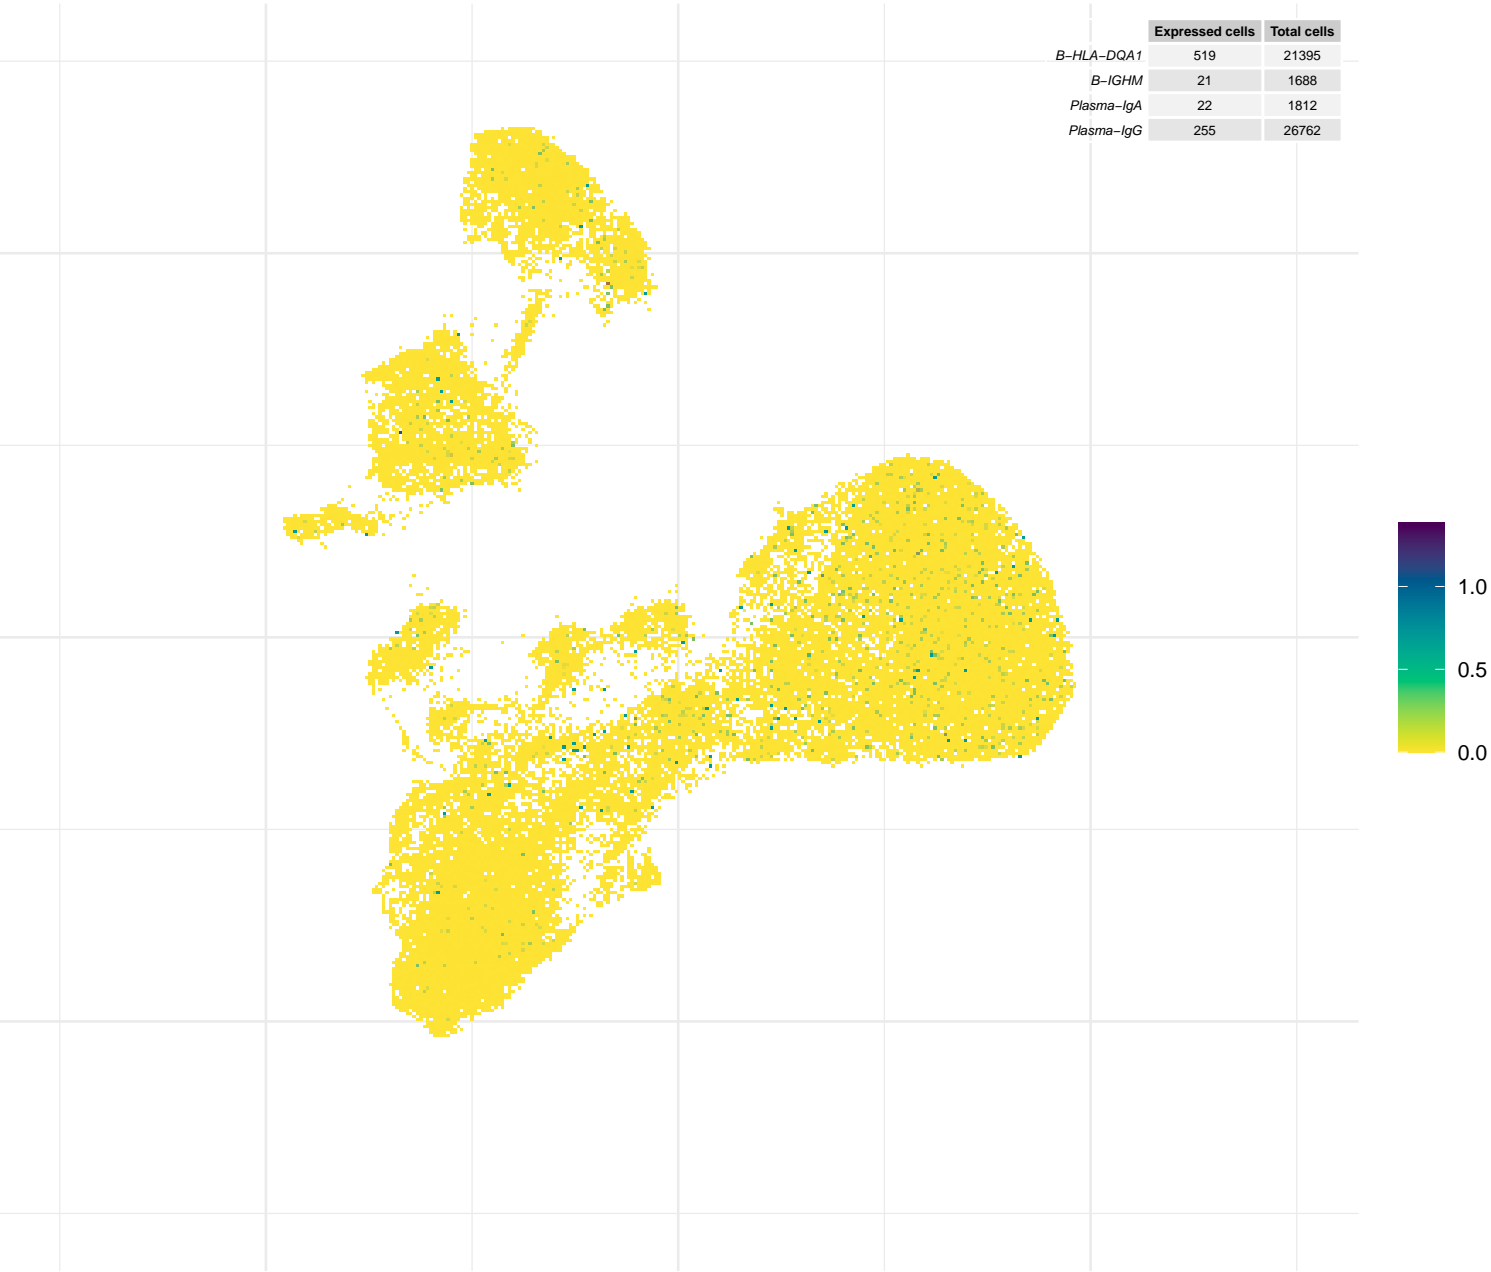 Expressed cells Total cells
B−HLA−DQA1 519 21395
B−IGHM 21 1688
Plasma−IgA 22 1812
Plasma−IgG 255 26762
1.0
0.5
0.0